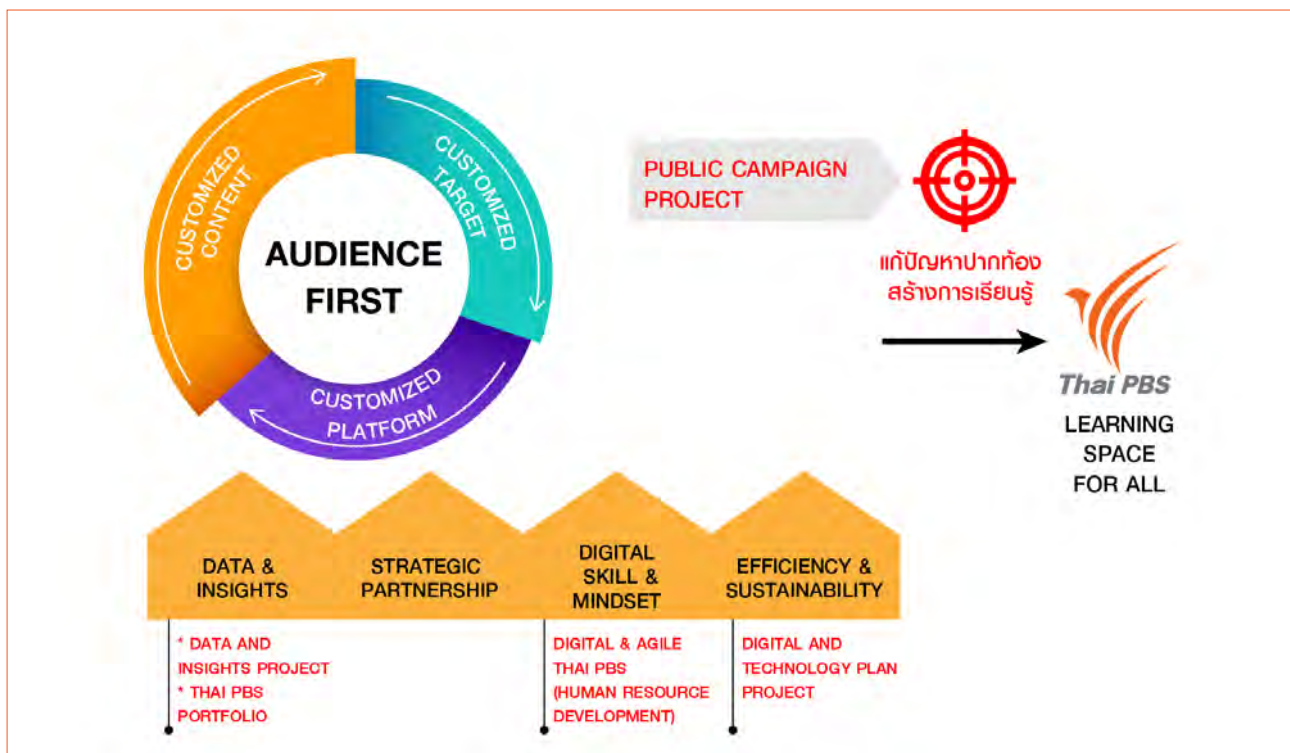 CUSTOMIZED
CONTENT
CUSTOMIZED
TARGET
CUSTOMIZED
PLATFORM
AUDIENCE
FIRST
PUBLIC CAMPAIGN
PROJECT
แก้ปัญหาปากท้อง
สร้างการเรียนรู้
Thai PBS
LEARNING
SPACE
FOR ALL
DATA &
INSIGHTS
STRATEGIC
PARTNERSHIP
DIGITAL
SKILL &
MINDSET
EFFICIENCY &
SUSTAINABILITY
* DATA AND
INSIGHTS PROJECT
* THAI PBS
PORTFOLIO
DIGITAL & AGILE
THAI PBS
(HUMAN RESOURCE
DEVELOPMENT)
DIGITAL AND
TECHNOLOGY PLAN
PROJECT